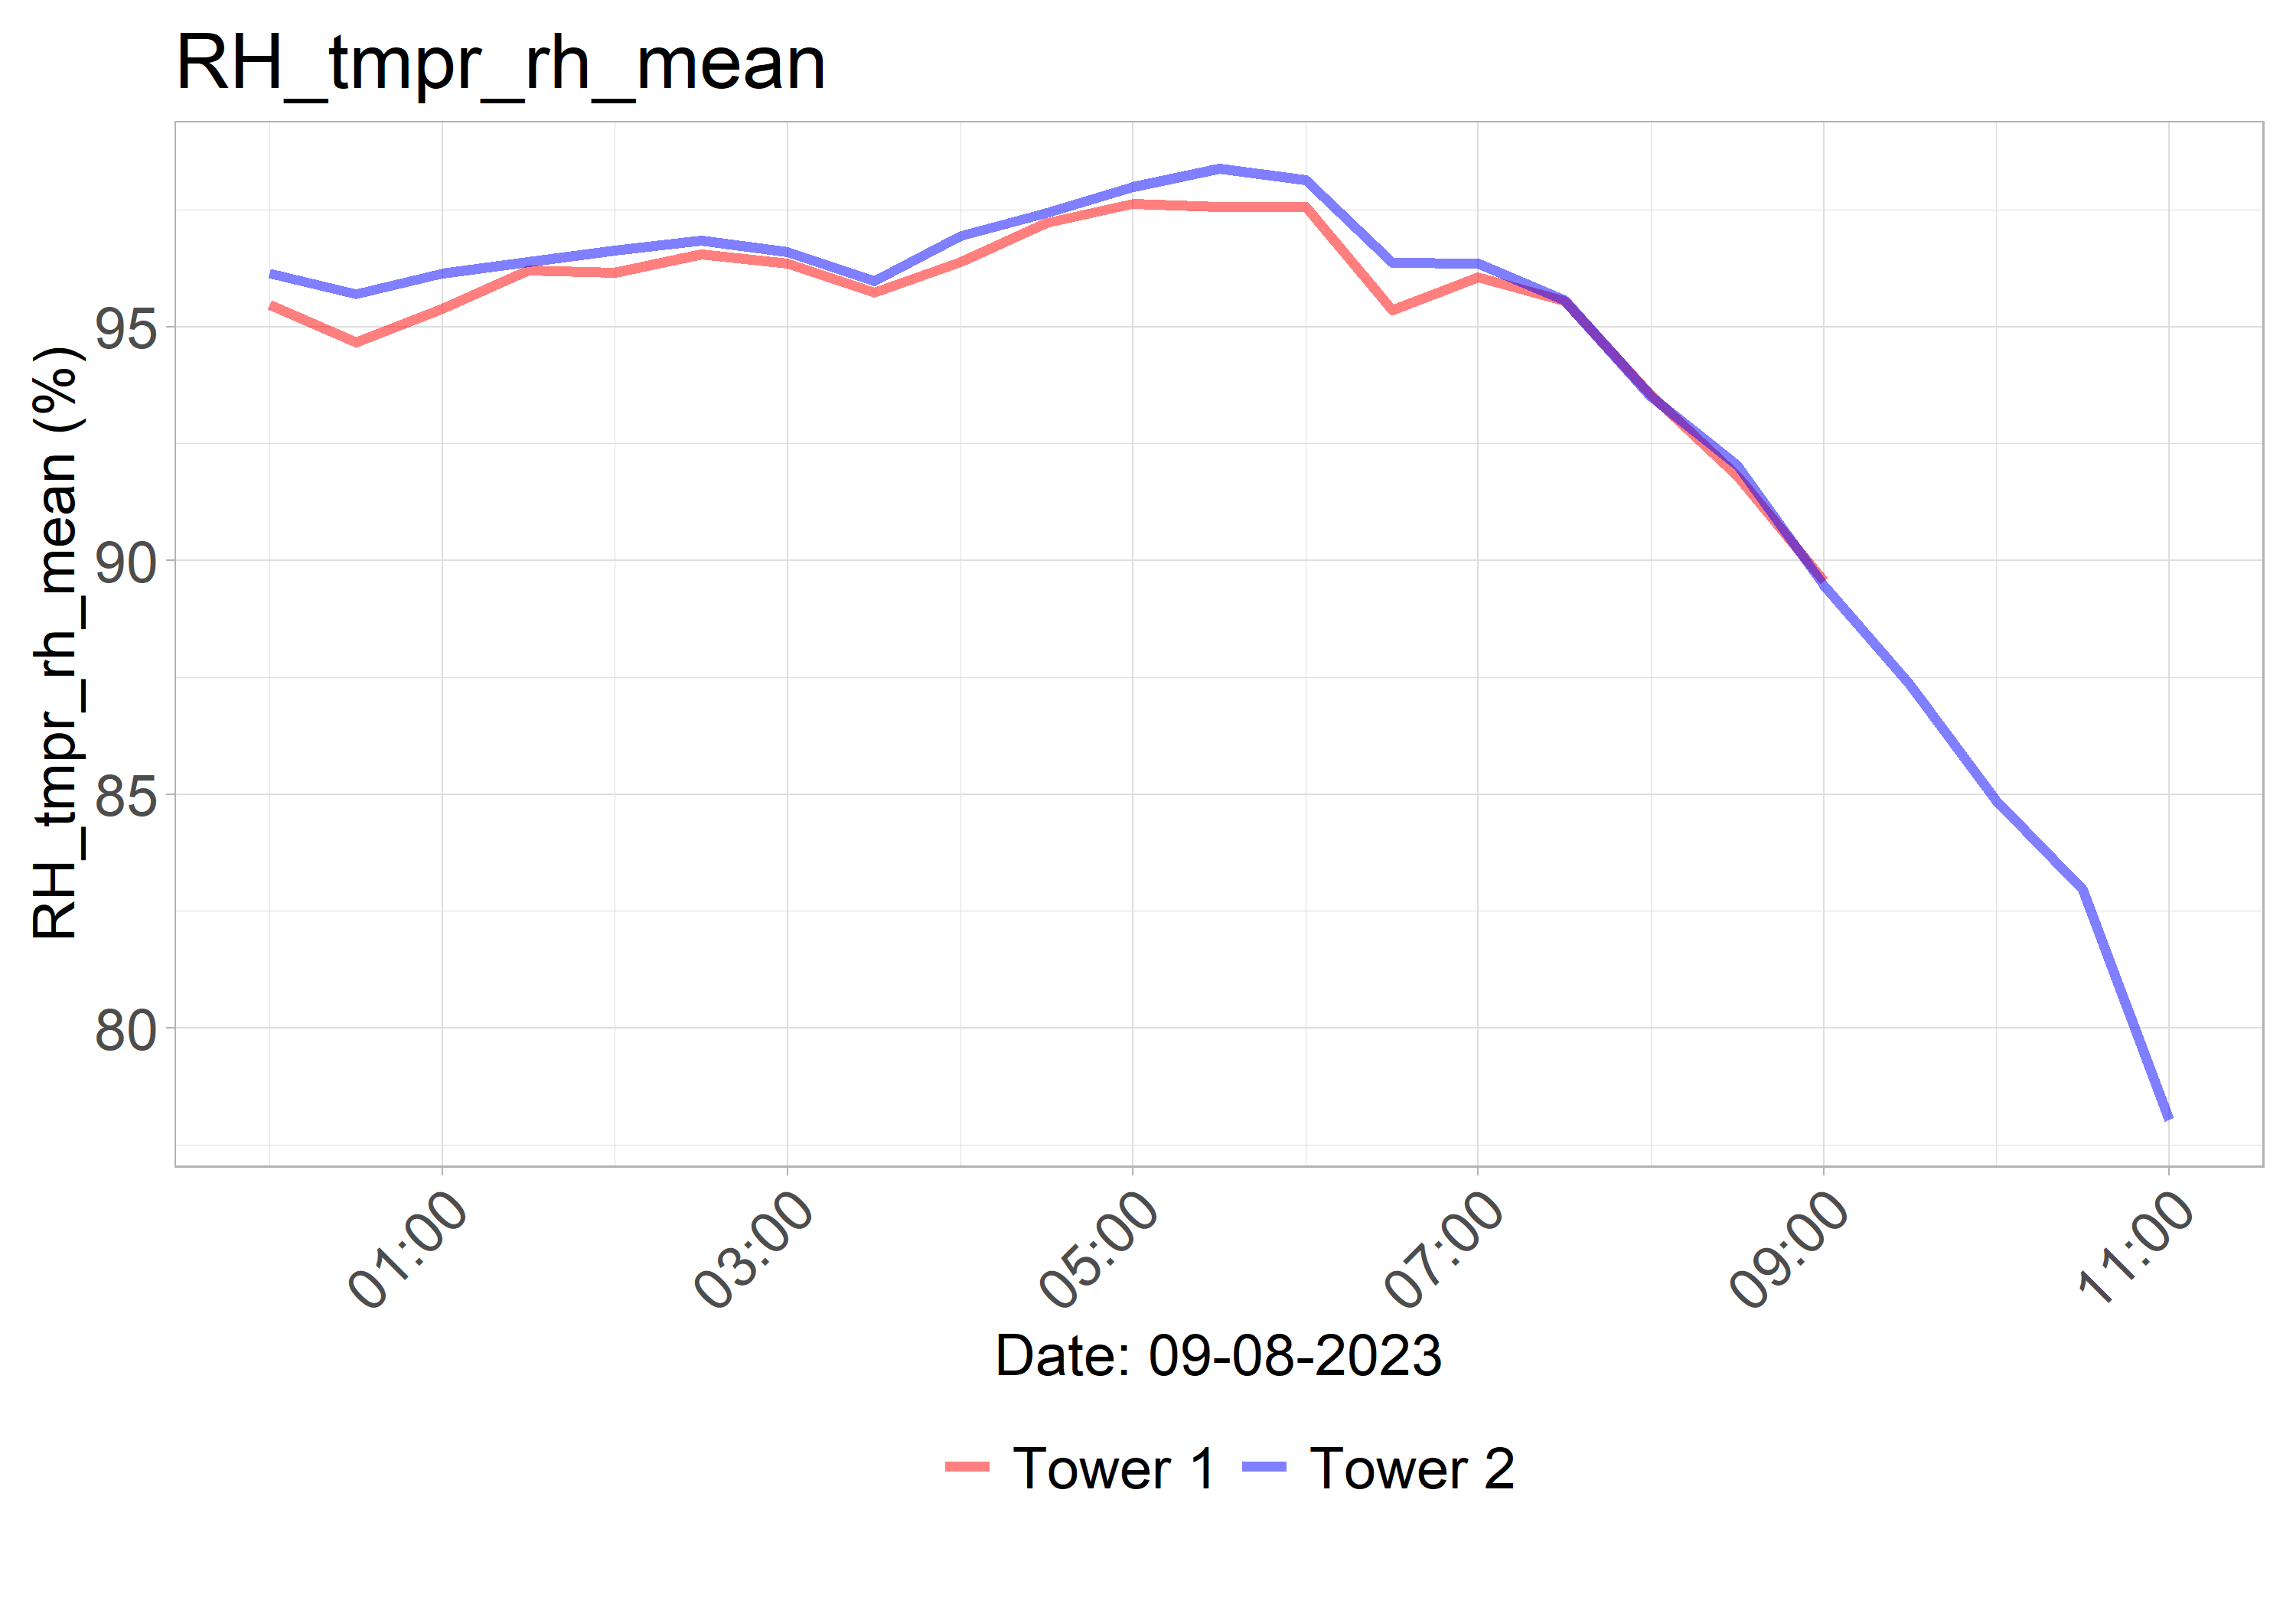 RH_tmpr_rh_mean
RH_tmpr_rh_mean (%)
95
90
85
80
01:00
03:00
05:00
07:00
09:00
11:00
Date: 09-08-2023
Tower 1
Tower 2